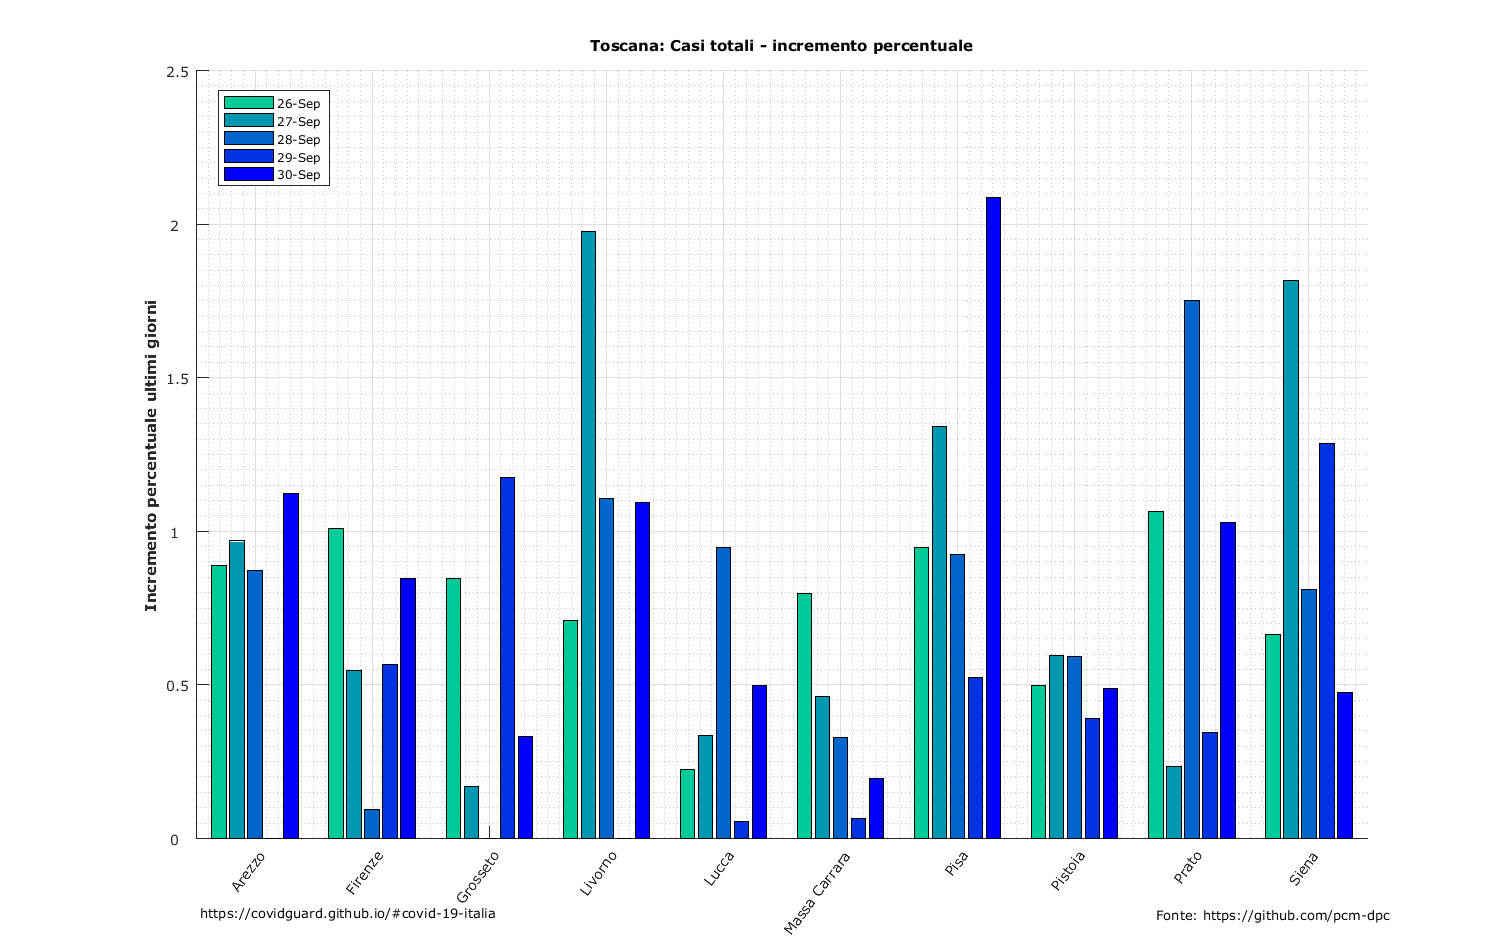 Toscana: Casi totali - incremento percentuale
2.5
2
1.5
1
0.5
0
Incremento percentuale ultimi giorni
26-Sep
27-Sep
28-Sep
29-Sep
30-Sep
Arezzo
Firenze
Grosseto
Livorno
Lucca
Massa Carrara
Pisa
Pistoia
Prato
Siena
https://covidguard.github.io/#covid-19-italia
Fonte: https://github.com/pcm-dpc